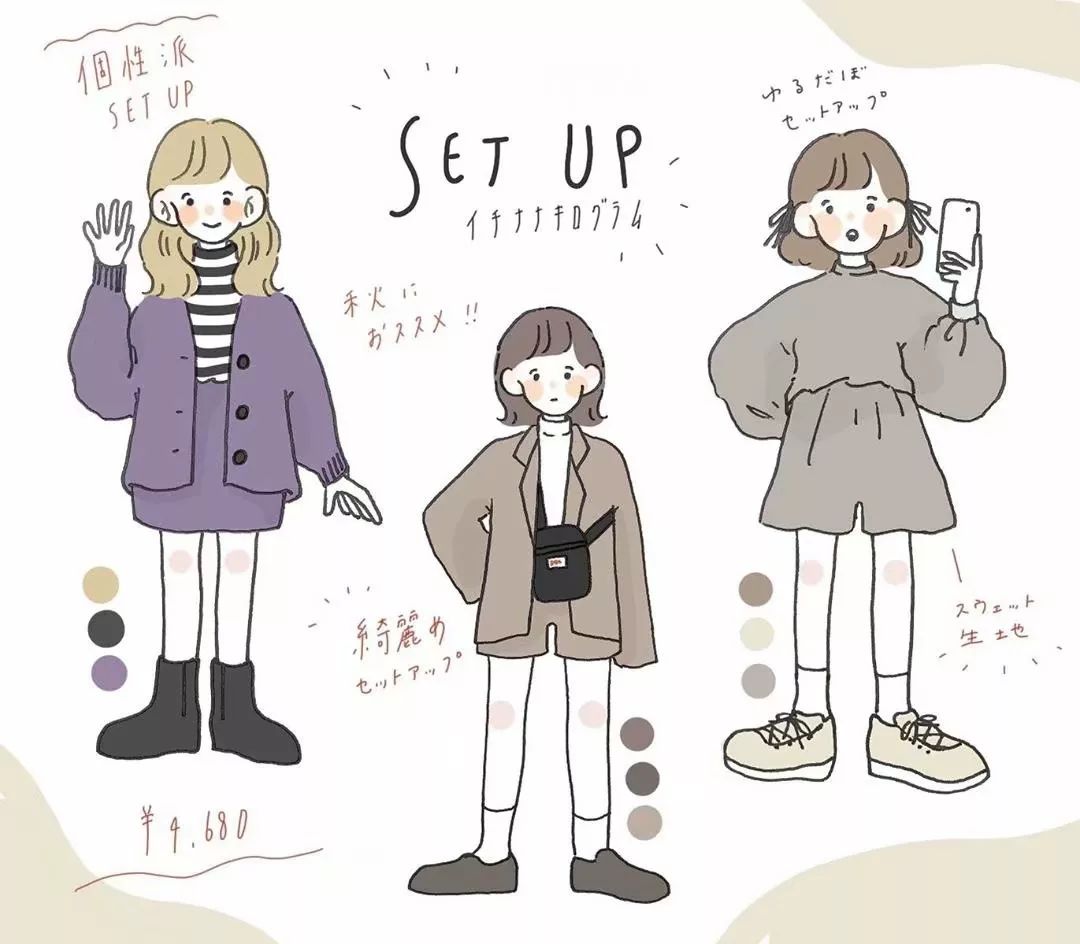 個性派
SET UP
SET UP
イチナナキログラム
ゆるだぼ
セットアップ
秋に
おススメ!!
綺麗め
セットアップ
スウェット
生地
¥4,680